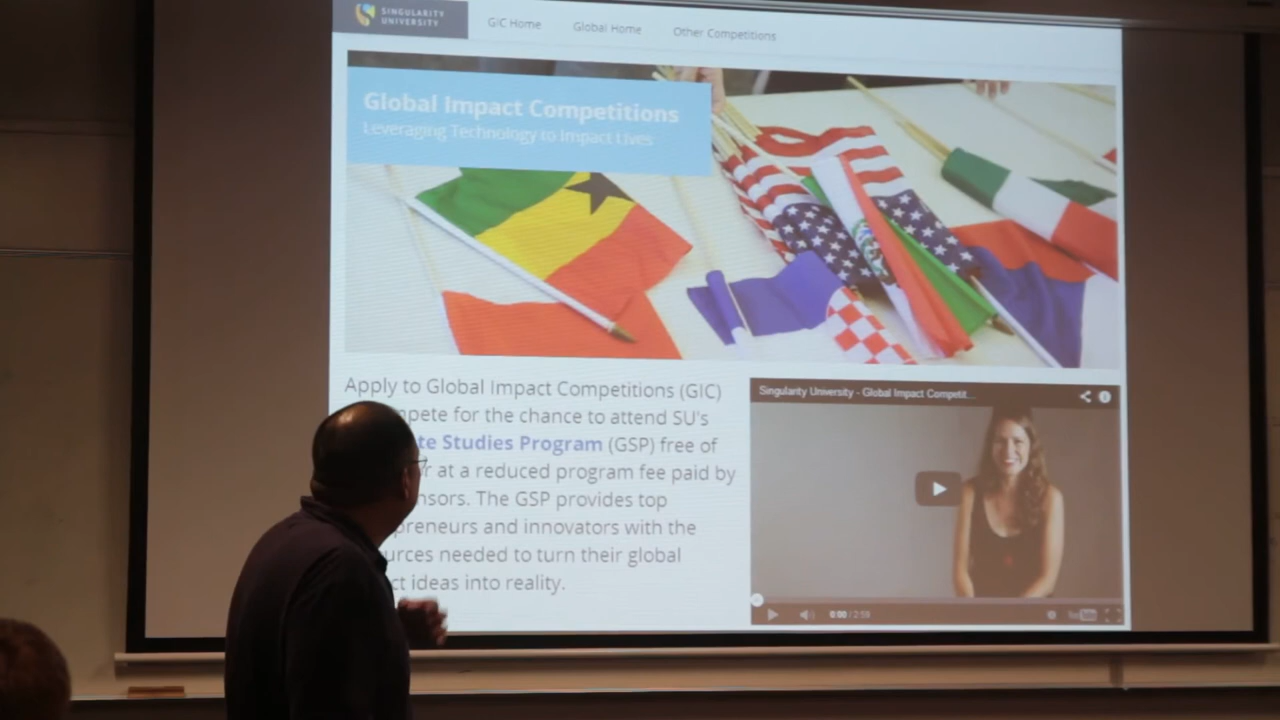 SINGULARITY
UNIVERSITY
GIC Home
Global Home
Other Competitions
Global Impact Competitions
Leveraging Technology to Impact Lives
Apply to Global Impact Competitions (GIC)
pete for the chance to attend SU's
te Studies Program (GSP) free of
r at a reduced program fee paid by
nsors. The GSP provides top
preneurs and innovators with the
urces needed to turn their global
ct ideas into reality.
Singularity University - Global Impact Competit...
0:00 / 2:59
YouTube